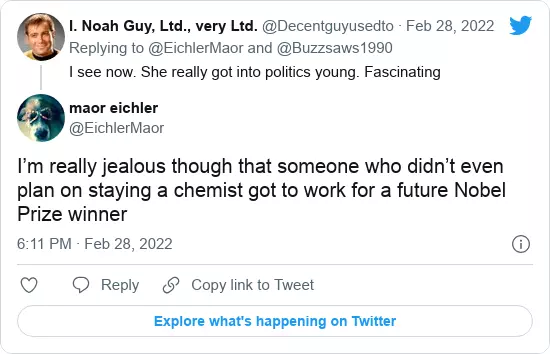 I. Noah Guy, Ltd., very Ltd. @Decentguyusedto · Feb 28, 2022
Replying to @EichlerMaor and @Buzzsaws1990
I see now. She really got into politics young. Fascinating
maor eichler
@EichlerMaor
I’m really jealous though that someone who didn’t even
plan on staying a chemist got to work for a future Nobel
Prize winner
6:11 PM · Feb 28, 2022
Reply Copy link to Tweet
Explore what's happening on Twitter